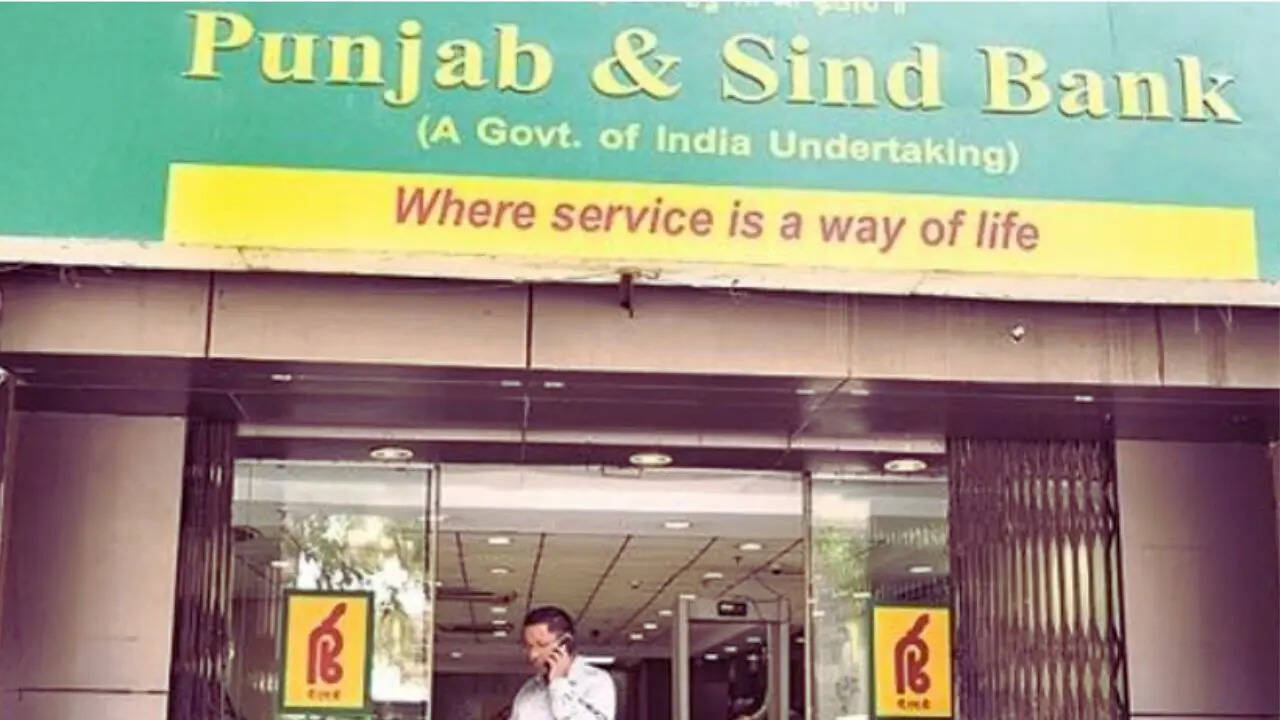 Punjab & Sind Bank
(A Govt. of India Undertaking)
Where service is a way of life